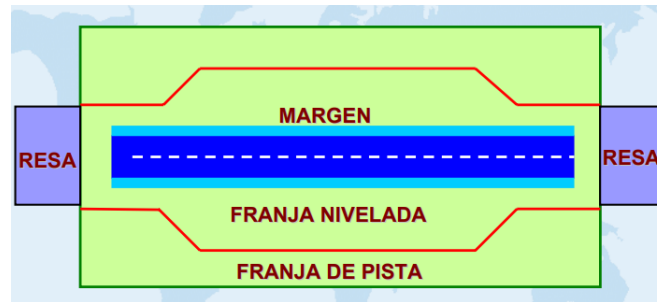 MARGEN
RESA
RESA
FRANJA NIVELADA
FRANJA DE PISTA